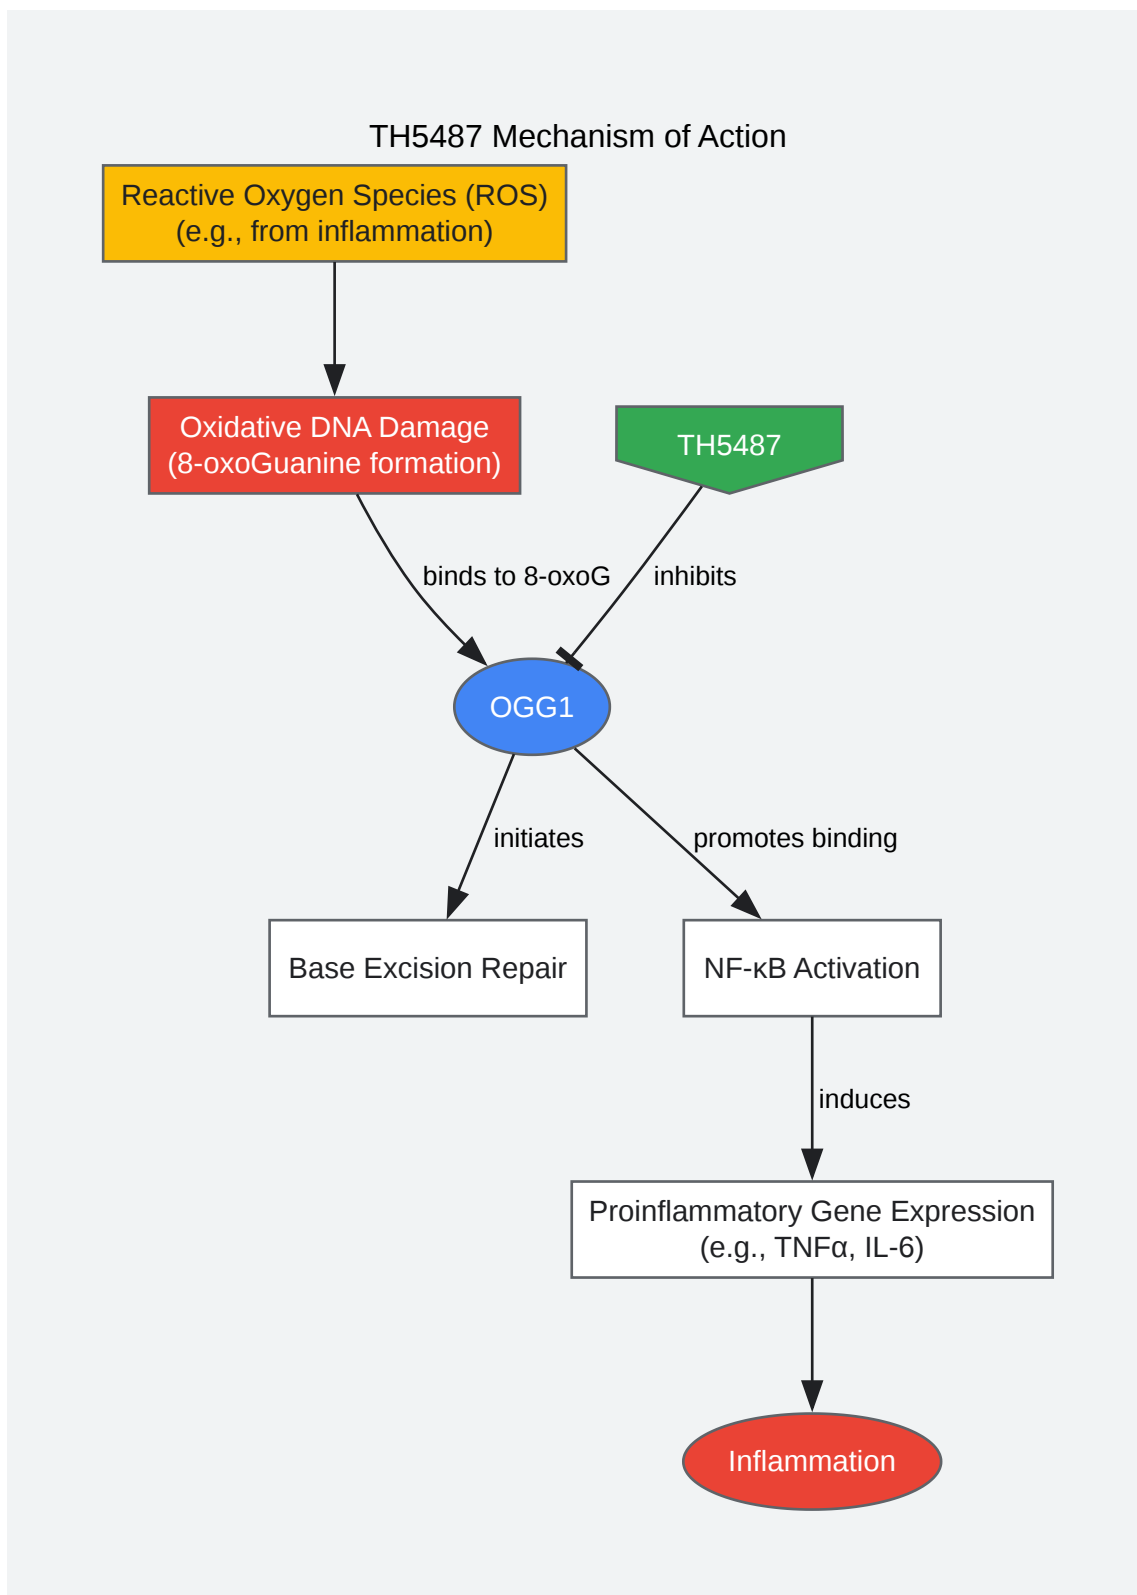 TH5487 Mechanism of Action
Reactive Oxygen Species (ROS)
(e.g., from inflammation)
Oxidative DNA Damage
(8-oxoGuanine formation)
TH5487
binds to 8-oxoG
inhibits
OGG1
initiates
promotes binding
Base Excision Repair
NF-κB Activation
induces
Proinflammatory Gene Expression
(e.g., TNFα, IL-6)
Inflammation